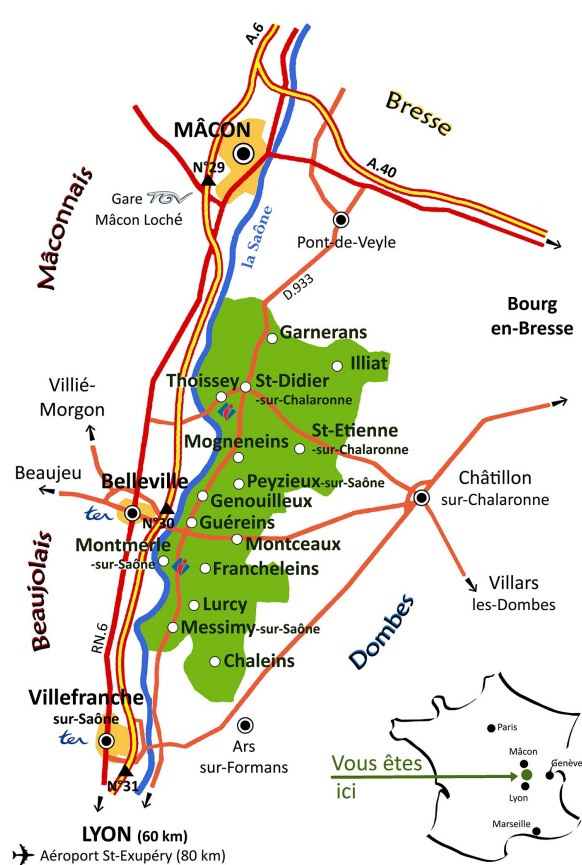 A.6
Bresse
MÂCON
N°29
A.40
Gare TGV
Mâcon Loché
Mâconnais
la Saône
Pont-de-Veyle
D.933
Bourg
en-Bresse
Garnerans
Illiat
Thoissey
St-Didier
-sur-Chalaronne
Villié-
Morgon
St-Etienne
-sur-Chalaronne
Mogneneins
Beaujeu
Belleville
Peyzieux-sur-Saône
Châtillon
sur-Chalaronne
Genouilleux
ter
N°30
Guéreins
Montmerle
-sur-Saône
Montceaux
Francheleins
Villars
les-Dombes
Beaujolais
Lurcy
Dombes
RN.6
Messimy-sur-Saône
Chaleins
Villefranche
sur-Saône
ter
Ars
sur-Formans
N°31
Paris
Mâcon
Genève
Vous êtes
ici
Lyon
Marseille
LYON (60 km)
Aéroport St-Exupéry (80 km)